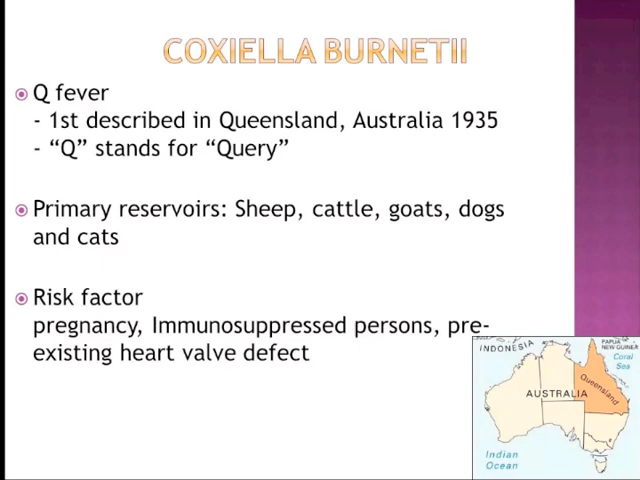 COXIELLA BURNETII
Q fever
- 1st described in Queensland, Australia 1935
- “Q” stands for “Query”
Primary reservoirs: Sheep, cattle, goats, dogs
and cats
Risk factor
pregnancy, Immunosuppressed persons, pre-
existing heart valve defect
INDONESIA
PAPUA
NEW GUINEA
Coral
Sea
Queensland
AUSTRALIA
Indian
Ocean